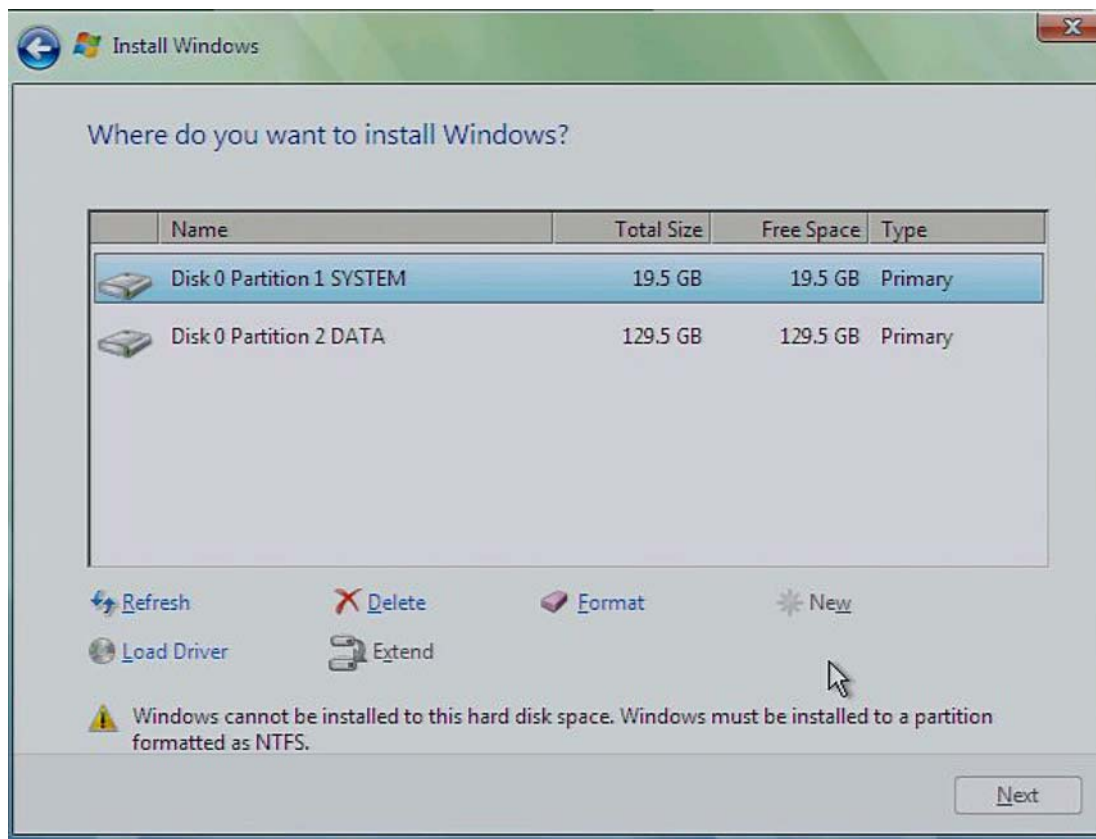 Install Windows
Where do you want to install Windows?
Name Total Size Free Space Type
Disk 0 Partition 1 SYSTEM 19.5 GB 19.5 GB Primary
Disk 0 Partition 2 DATA 129.5 GB 129.5 GB Primary
Refresh Delete Format New
Load Driver Extend
Windows cannot be installed to this hard disk space. Windows must be installed to a partition
formatted as NTFS.
Next